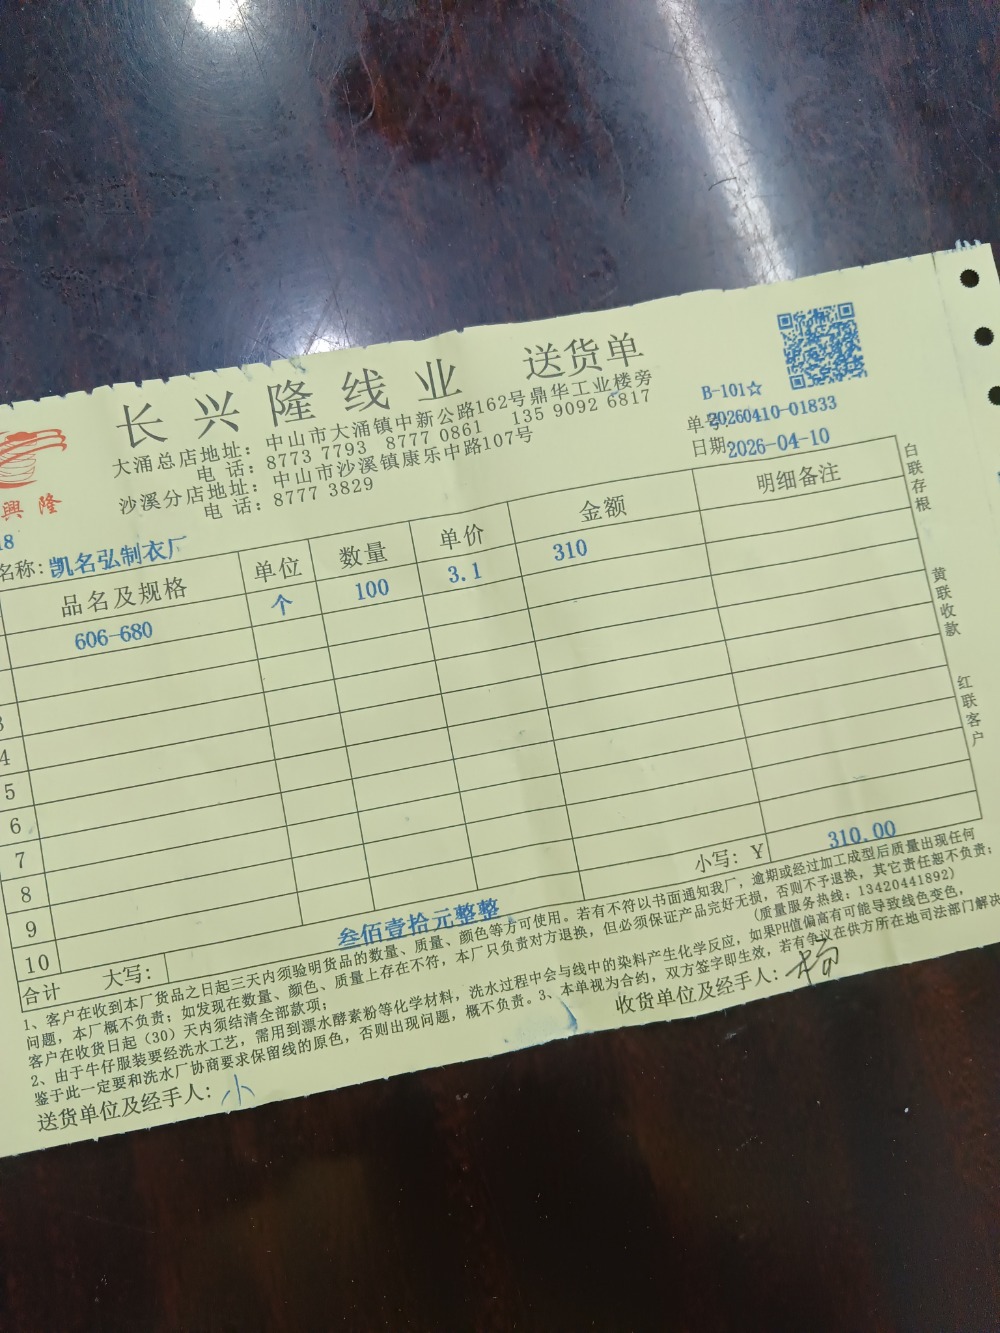 长兴隆线业 送货单
大涌总店地址：中山市大涌镇中新公路162号鼎华工业楼旁
电 话：8773 7793 8777 0861 135 9092 6817
沙溪分店地址：中山市沙溪镇康乐中路107号
电 话：8777 3829
B-101☆
单号20260410-01833
日期2026-04-10
興隆
18
名称：凯名弘制衣厂
品名及规格 单位 数量 单价 金额 明细备注
606-680 个 100 3.1 310
3
4
5
6
7
8
9
10
小写：Y 310.00
合计 大写： 叁佰壹拾元整整
白联存根
黄联收款
红联客户
1、客户在收到本厂货品之日起三天内须验明货品的数量、质量、颜色等方可使用。若有不符以书面通知我厂，逾期或经过加工成型后质量出现任何
问题，本厂概不负责；如发现在数量、颜色、质量上存在不符，本厂只负责对方退换，但必须保证产品完好无损，否则不予退换，其它责任恕不负责；
客户在收货日起（30）天内须结清全部款项； （质量服务热线：13420441892）
2、由于牛仔服装要经洗水工艺，需用到漂水酵素粉等化学材料，洗水过程中会与线中的染料产生化学反应，如果PH值偏高有可能导致线色变色，
鉴于此一定要和洗水厂协商要求保留线的原色，否则出现问题，概不负责。3、本单视为合约，双方签字即生效，若有争议在供方所在地司法部门解决
送货单位及经手人：小
收货单位及经手人：